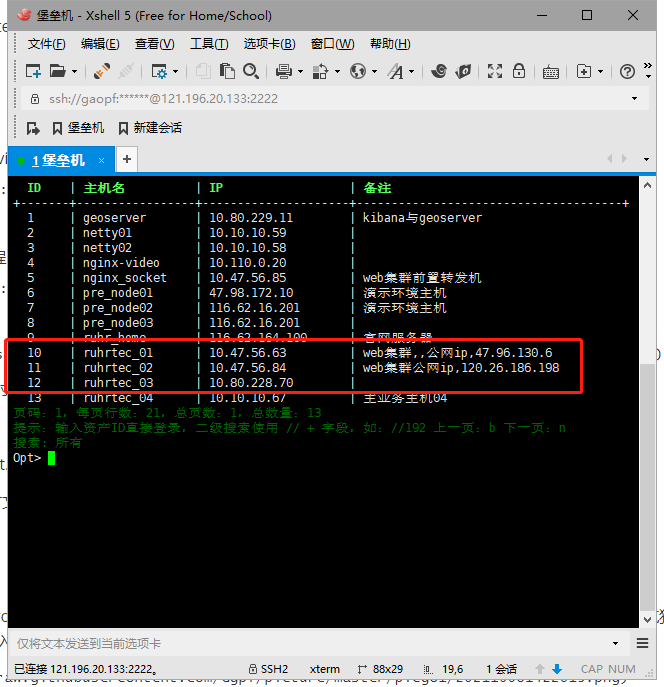 堡垒机 - Xshell 5 (Free for Home/School)
文件(F) 编辑(E) 查看(V) 工具(T) 选项卡(B) 窗口(W) 帮助(H)
ssh://gaopf:******@121.196.20.133:2222
堡垒机 新建会话
1 堡垒机 × +
ID | 主机名 | IP | 备注
1 | geoserver | 10.80.229.11 | kibana与geoserver
2 | netty01 | 10.10.10.59 |
3 | netty02 | 10.10.10.58 |
4 | nginx-video | 10.110.0.20 |
5 | nginx_socket | 10.47.56.85 | web集群前置转发机
6 | pre_node01 | 47.98.172.10 | 演示环境主机
7 | pre_node02 | 116.62.16.201 | 演示环境主机
8 | pre_node03 | 116.62.16.201 |
9 | ruhr_home | 116.62.164.100 | 官网服务器
10 | ruhrtec_01 | 10.47.56.63 | web集群,,公网ip,47.96.130.6
11 | ruhrtec_02 | 10.47.56.84 | web集群公网ip,120.26.186.198
12 | ruhrtec_03 | 10.80.228.70 |
13 | ruhrtec_04 | 10.10.10.67 | 主业务主机04
页码: 1, 每页行数: 21, 总页数: 1, 总数量: 13
提示: 输入资产ID直接登录, 二级搜索使用 // + 字段, 如: //192 上一页: b 下一页: n
搜索: 所有
Opt>
仅将文本发送到当前选项卡
已连接 121.196.20.133:2222。 SSH2 xterm 88x29 19,6 1 会话 CAP NUM